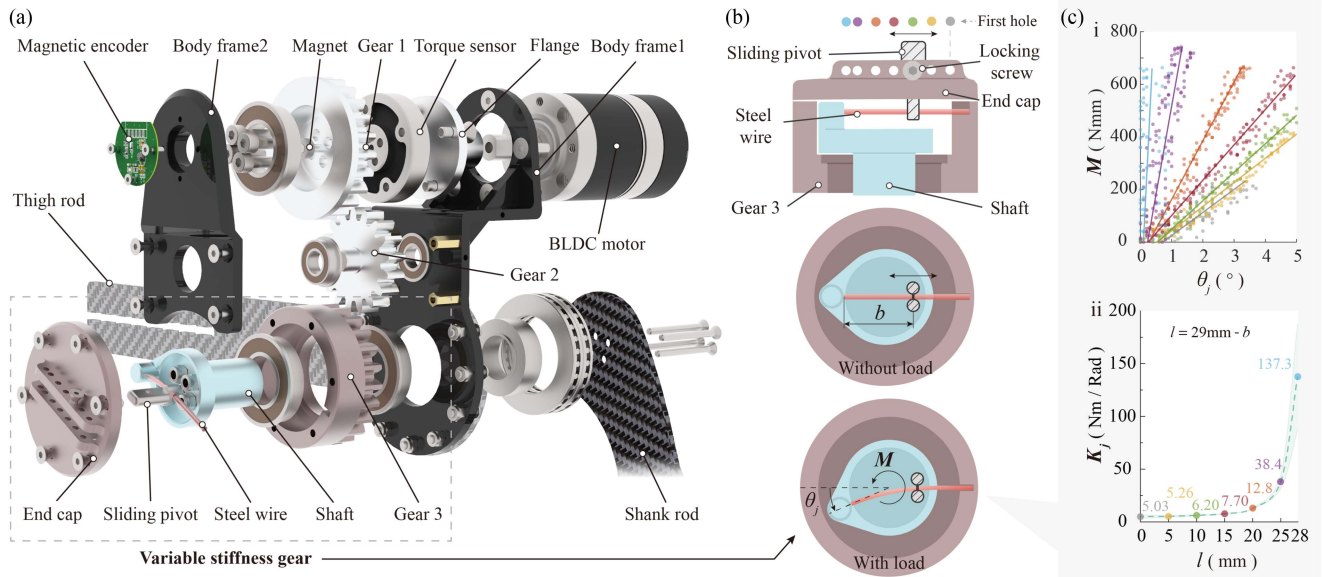 (a)
Magnetic encoder
Body frame2
Magnet
Gear 1
Torque sensor
Flange
Body frame1
BLDC motor
Gear 2
Thigh rod
End cap
Sliding pivot
Steel wire
Shaft
Gear 3
Shank rod
Variable stiffness gear
(b)
First hole
Sliding pivot
Locking
screw
End cap
Steel
wire
Gear 3
Shaft
b
Without load
M
θj
With load
(c)
i
M ( Nmm )
800
600
400
200
0
0 1 2 3 4 5
θj ( ° )
ii
Kj ( Nm / Rad )
200
150
100
50
0
l = 29mm - b
137.3
38.4
12.8
7.70
6.20
5.26
5.03
0 5 10 15 20 25 28
l ( mm )